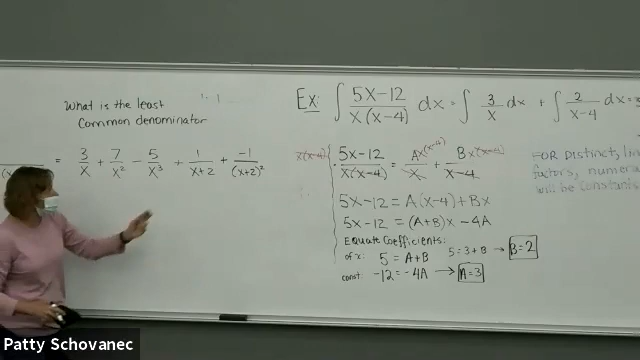 What is the least
Common denominator
= 3/x + 7/x² - 5/x³ + 1/(x+2) + -1/(x+2)²
Ex: ∫ (5x-12)/(x(x-4)) dx = ∫ 3/x dx + ∫ 2/(x-4) dx =
x(x-4) · (5x-12)/(x(x-4)) = A x(x-4)/x + B x(x-4)/(x-4)
5x-12 = A(x-4) + Bx
5x-12 = (A+B)x - 4A
Equate Coefficients:
of x: 5 = A+B 5=3+B → B=2
const: -12 = -4A → A=3
FOR DISTINCT,
factors,
will be constants
Patty Schovanec